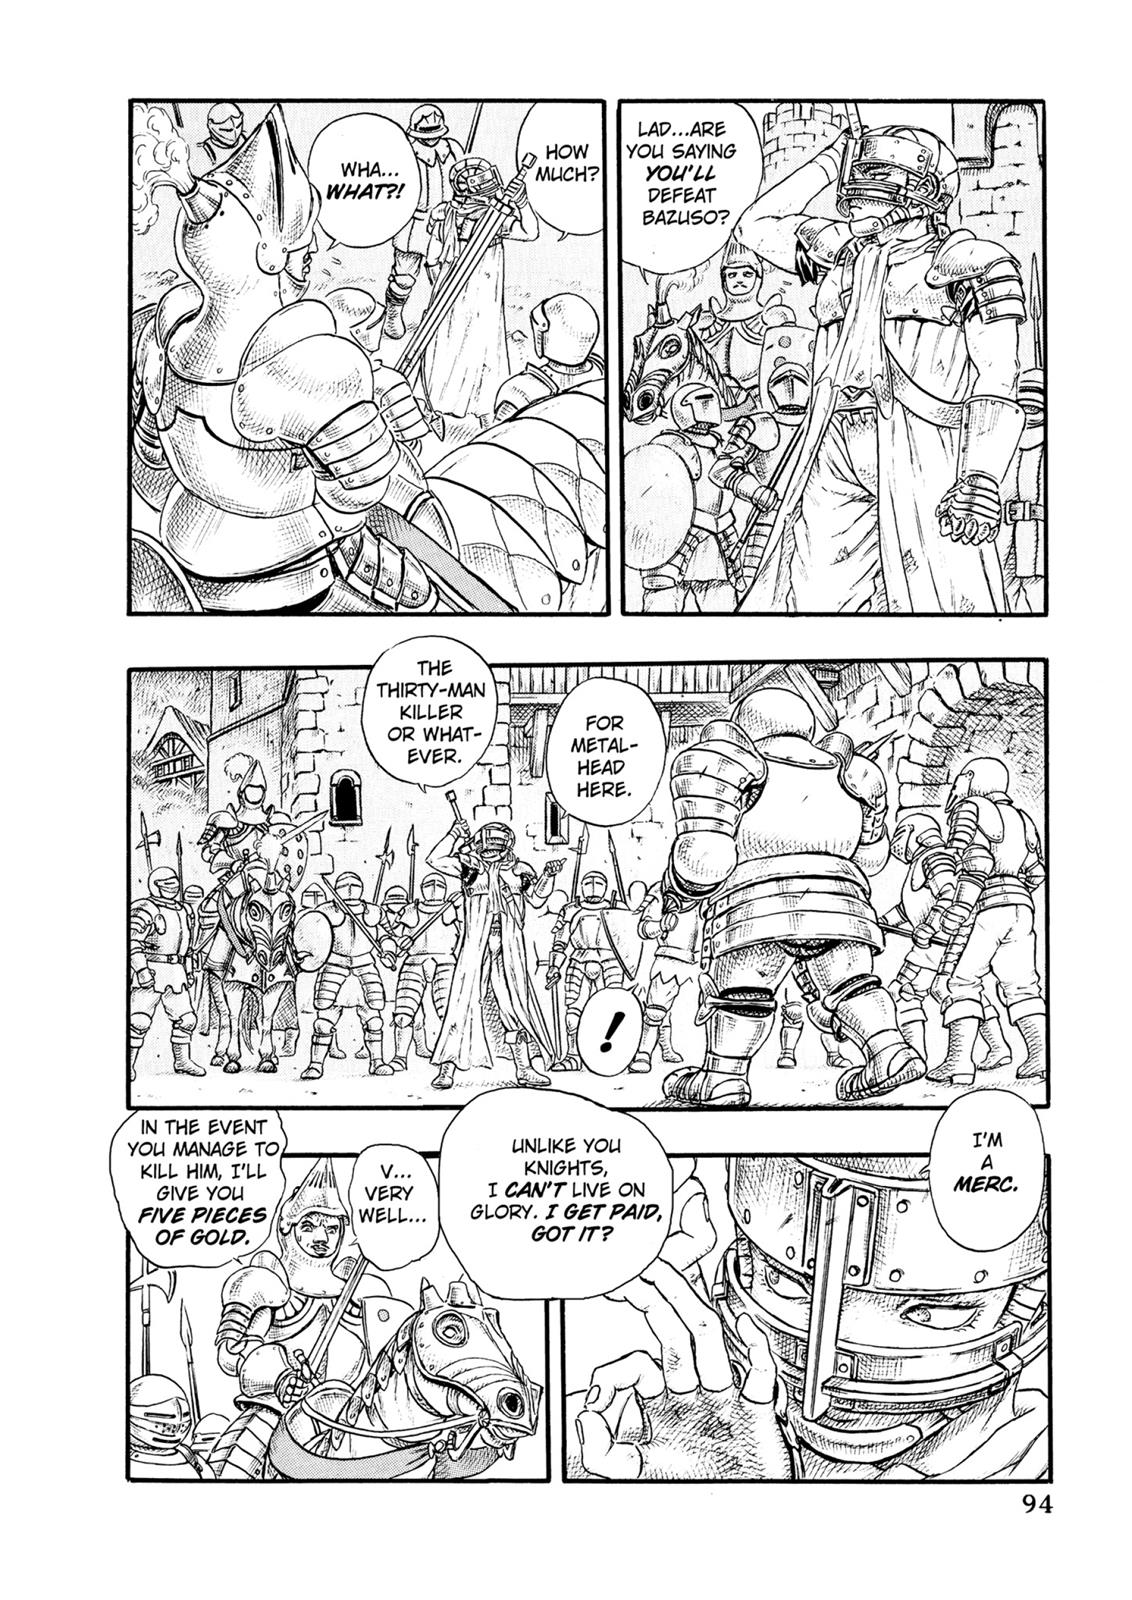 LAD...ARE
YOU SAYING
YOU'LL
DEFEAT
BAZUSO?
HOW
MUCH?
WHA...
WHAT?!
FOR
METAL-
HEAD
HERE.
THE
THIRTY-MAN
KILLER
OR WHAT-
EVER.
!
I'M
A
MERC.
UNLIKE YOU
KNIGHTS,
I CAN'T LIVE ON
GLORY. I GET PAID,
GOT IT?
V...
VERY
WELL...
IN THE EVENT
YOU MANAGE TO
KILL HIM, I'LL
GIVE YOU
FIVE PIECES
OF GOLD.
94